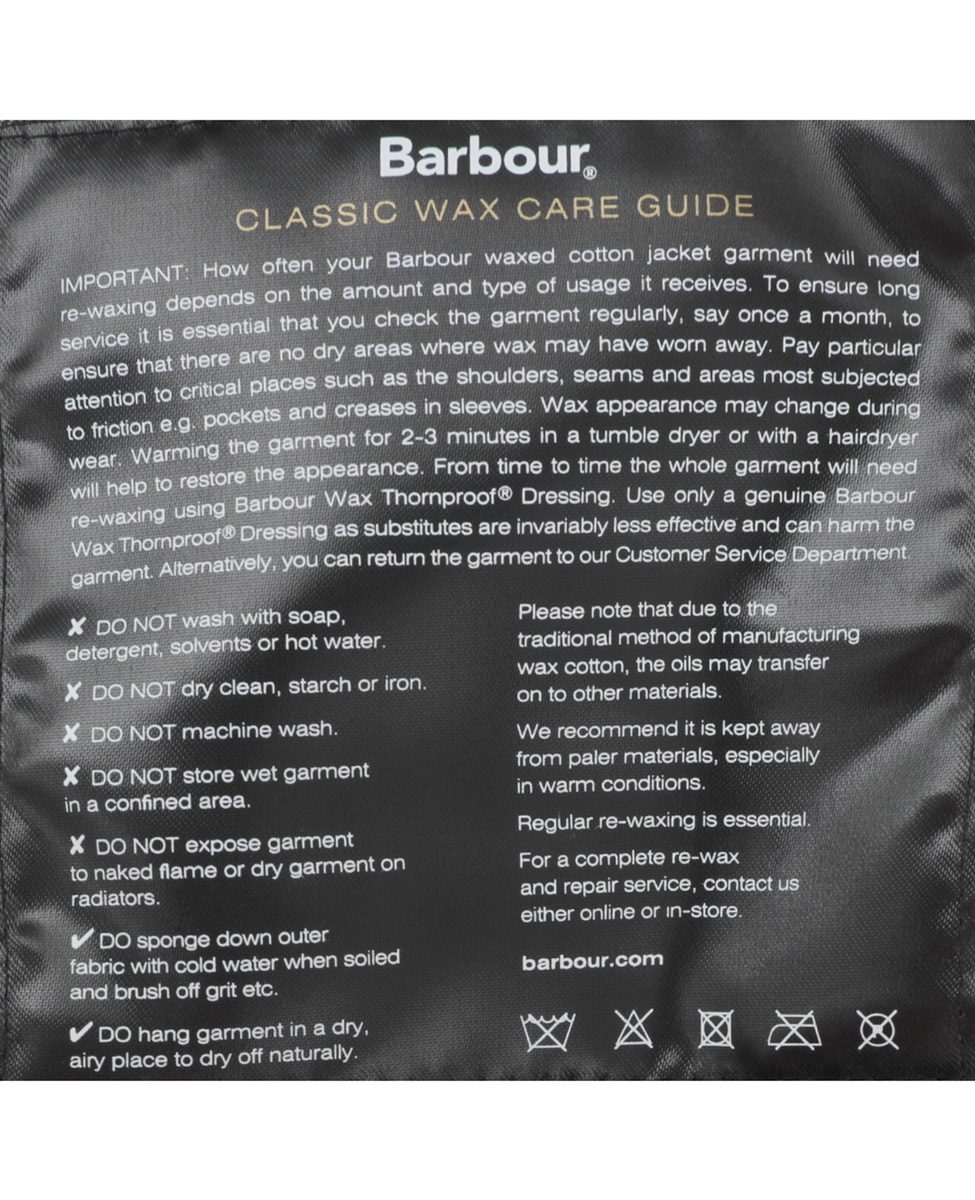 Barbour®
CLASSIC WAX CARE GUIDE
IMPORTANT: How often your Barbour waxed cotton jacket garment will need
re-waxing depends on the amount and type of usage it receives. To ensure long
service it is essential that you check the garment regularly, say once a month, to
ensure that there are no dry areas where wax may have worn away. Pay particular
attention to critical places such as the shoulders, seams and areas most subjected
to friction e.g. pockets and creases in sleeves. Wax appearance may change during
wear. Warming the garment for 2-3 minutes in a tumble dryer or with a hairdryer
will help to restore the appearance. From time to time the whole garment will need
re-waxing using Barbour Wax Thornproof® Dressing. Use only a genuine Barbour
Wax Thornproof® Dressing as substitutes are invariably less effective and can harm the
garment. Alternatively, you can return the garment to our Customer Service Department.
✘ DO NOT wash with soap,
detergent, solvents or hot water.
✘ DO NOT dry clean, starch or iron.
✘ DO NOT machine wash.
✘ DO NOT store wet garment
in a confined area.
✘ DO NOT expose garment
to naked flame or dry garment on
radiators.
✔ DO sponge down outer
fabric with cold water when soiled
and brush off grit etc.
✔ DO hang garment in a dry,
airy place to dry off naturally.
Please note that due to the
traditional method of manufacturing
wax cotton, the oils may transfer
on to other materials.
We recommend it is kept away
from paler materials, especially
in warm conditions.
Regular re-waxing is essential.
For a complete re-wax
and repair service, contact us
either online or in-store.
barbour.com